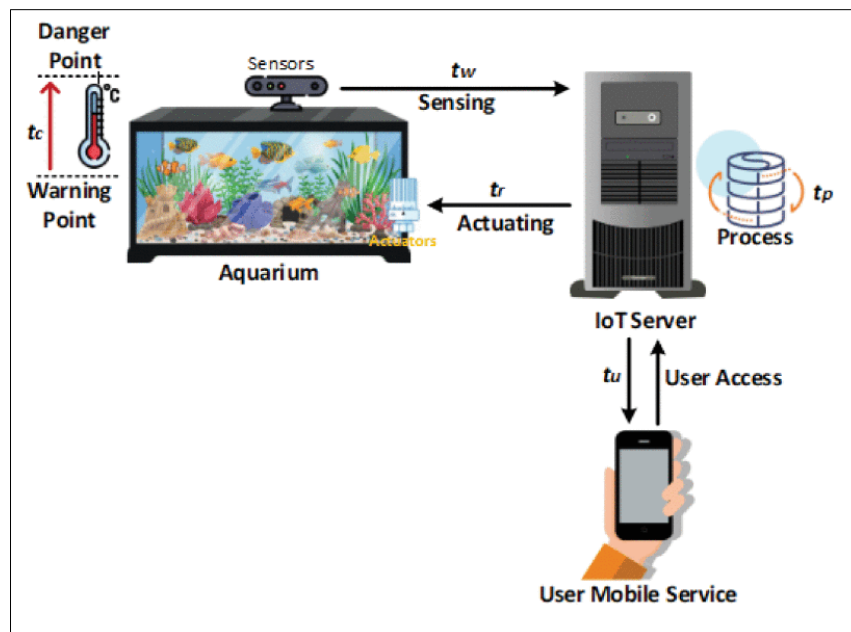 Danger
Point
°C
tc
Warning
Point
Sensors
tw
Sensing
tr
Actuating
Actuators
Aquarium
tp
Process
IoT Server
tu
User Access
User Mobile Service